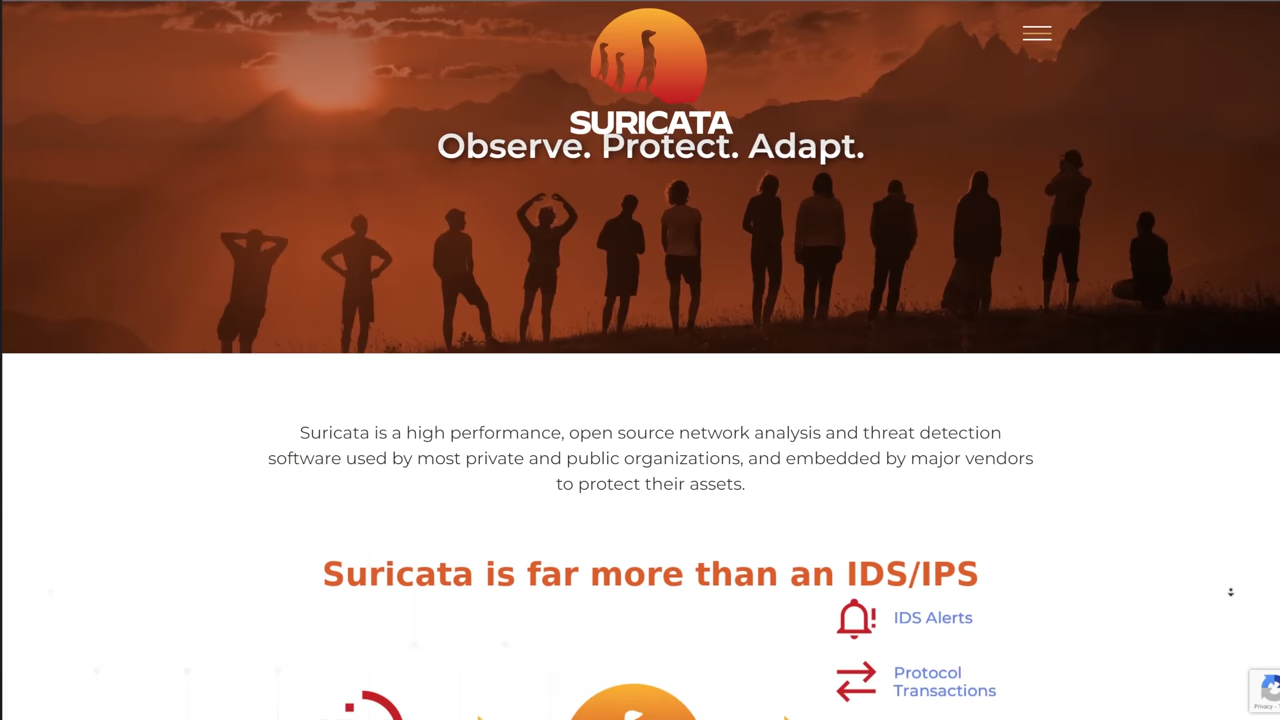 SURICATA
Observe. Protect. Adapt.
Suricata is a high performance, open source network analysis and threat detection
software used by most private and public organizations, and embedded by major vendors
to protect their assets.
Suricata is far more than an IDS/IPS
IDS Alerts
Protocol
Transactions
Privacy -